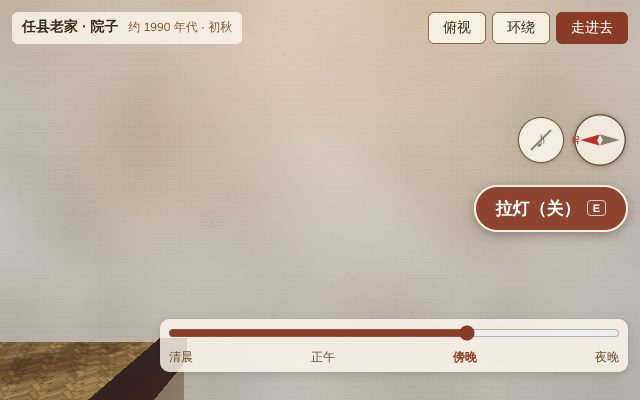 任县老家 · 院子 约 1990 年代 · 初秋
俯视 环绕 走进去
拉灯（关） E
清晨 正午 傍晚 夜晚